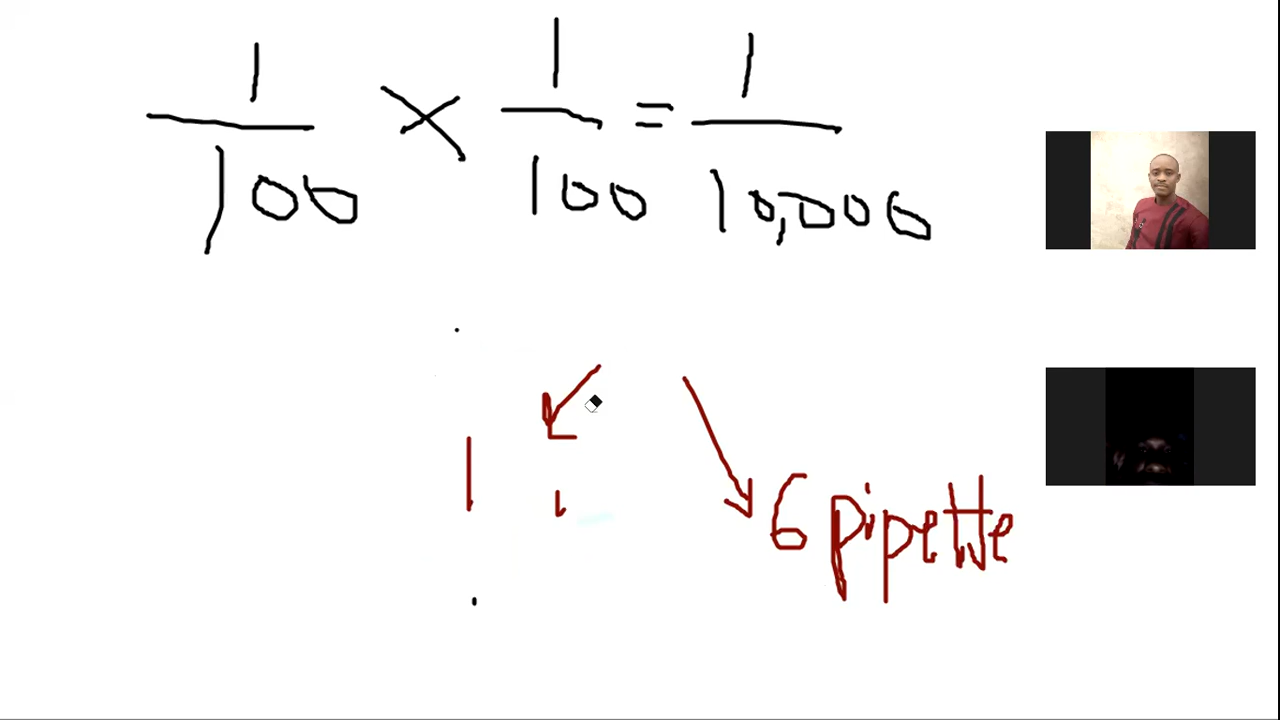 1/100 × 1/100 = 1/10,000
6 pipette